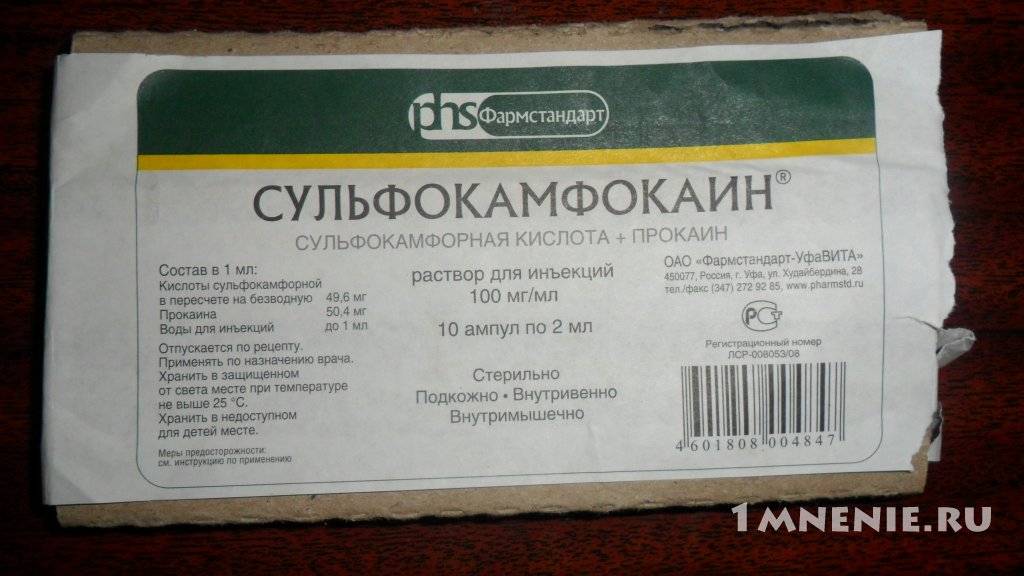 phs Фармстандарт
СУЛЬФОКАМФОКАИН®
СУЛЬФОКАМФОРНАЯ КИСЛОТА + ПРОКАИН
Состав в 1 мл:
Кислоты сульфокамфорной
в пересчете на безводную 49,6 мг
Прокаина 50,4 мг
Воды для инъекций до 1 мл
Отпускается по рецепту.
Применять по назначению врача.
Хранить в защищенном
от света месте при температуре
не выше 25 °C.
Хранить в недоступном
для детей месте.
Меры предосторожности:
см. инструкцию по применению
раствор для инъекций
100 мг/мл
10 ампул по 2 мл
Стерильно
Подкожно • Внутривенно
Внутримышечно
ОАО «Фармстандарт-УфаВИТА»
450077, Россия, г. Уфа, ул. Худайбердина, 28
тел./факс (347) 272 92 85, www.pharmstd.ru
РСТ
Регистрационный номер
ЛСР-008053/08
4 601808 004847
1MNENIE.RU